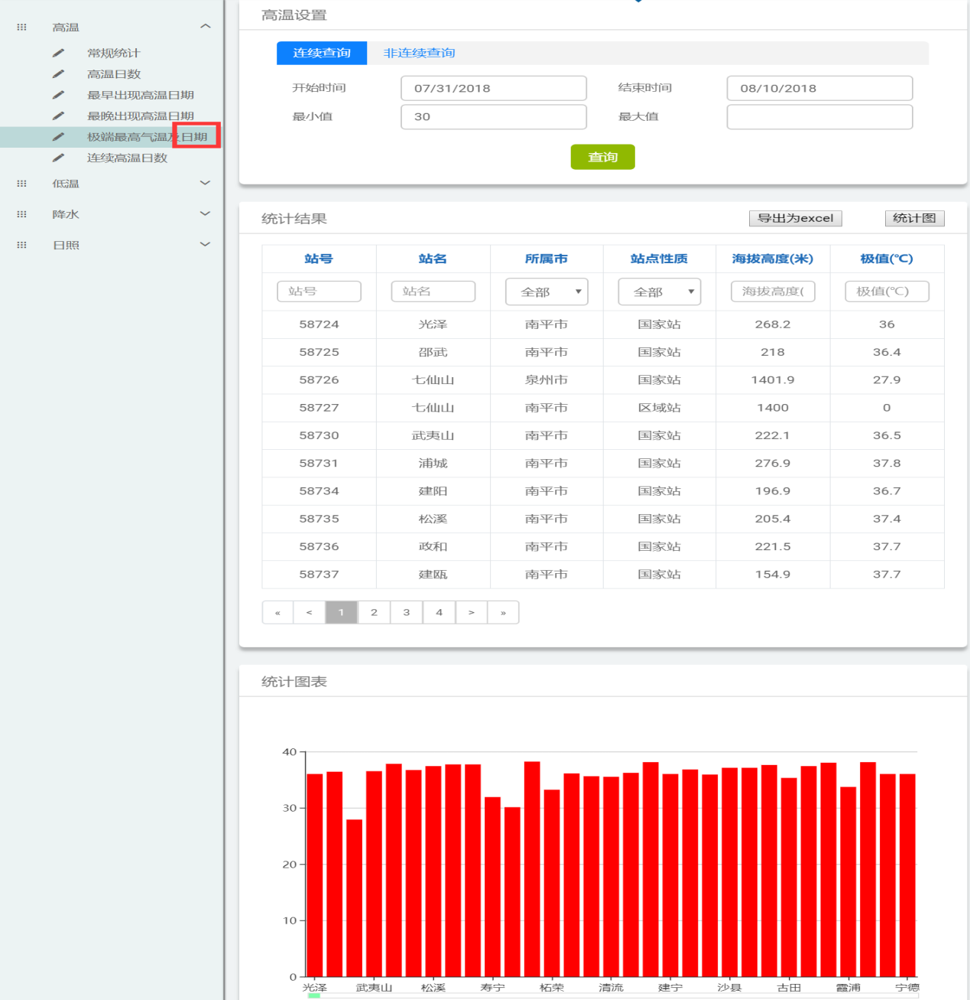 高温
常规统计
高温日数
最早出现高温日期
最晚出现高温日期
极端最高气温及日期
连续高温日数
低温
降水
日照
高温设置
连续查询 非连续查询
开始时间 07/31/2018 结束时间 08/10/2018
最小值 30 最大值
查询
统计结果 导出为excel 统计图
站号 站名 所属市 站点性质 海拔高度(米) 极值(℃)
站号 站名 全部 全部 海拔高度( 极值(℃)
58724 光泽 南平市 国家站 268.2 36
58725 邵武 南平市 国家站 218 36.4
58726 七仙山 泉州市 国家站 1401.9 27.9
58727 七仙山 南平市 区域站 1400 0
58730 武夷山 南平市 国家站 222.1 36.5
58731 浦城 南平市 国家站 276.9 37.8
58734 建阳 南平市 国家站 196.9 36.7
58735 松溪 南平市 国家站 205.4 37.4
58736 政和 南平市 国家站 221.5 37.7
58737 建瓯 南平市 国家站 154.9 37.7
« < 1 2 3 4 > »
统计图表
40
30
20
10
0
光泽 武夷山 松溪 寿宁 柘荣 清流 建宁 沙县 古田 霞浦 宁德